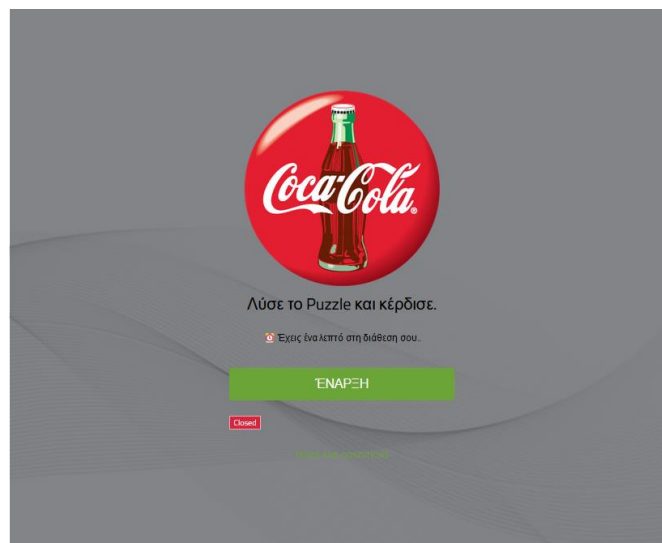 Coca-Cola
Λύσε το Puzzle και κέρδισε.
Έχεις ένα λεπτό στη διάθεση σου.
ΈΝΑΡΞΗ
Closed